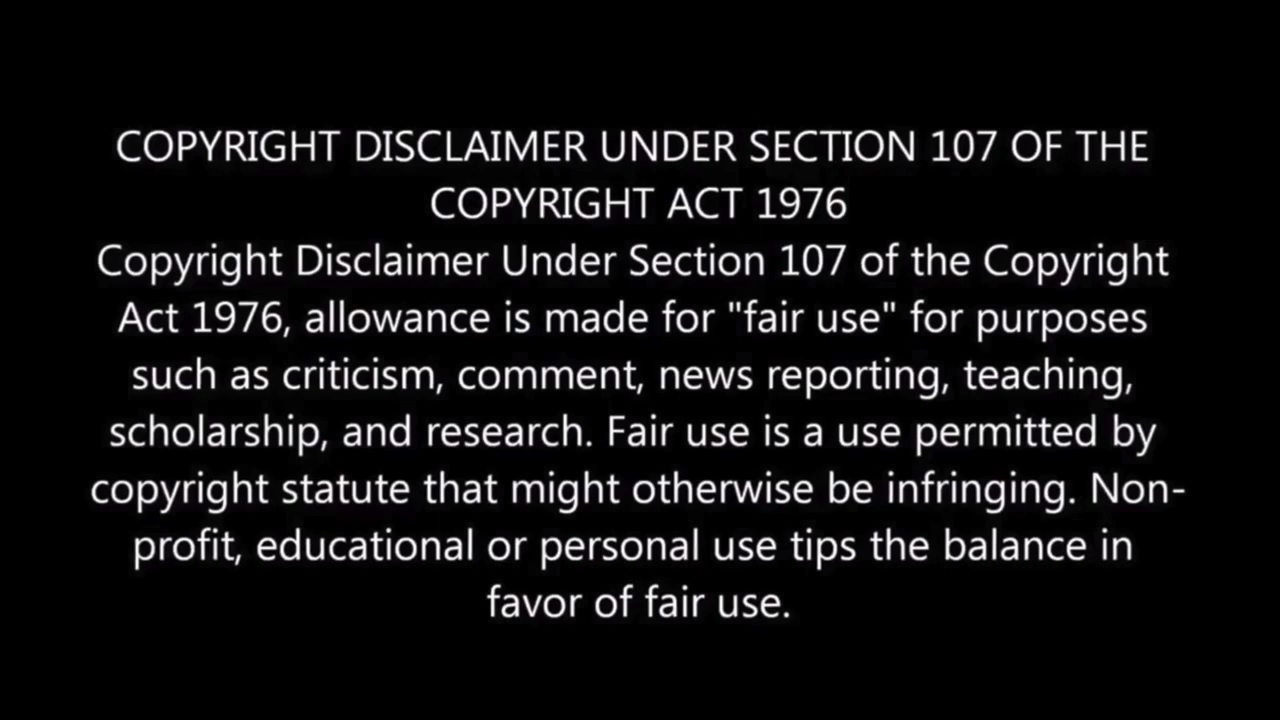 COPYRIGHT DISCLAIMER UNDER SECTION 107 OF THE
COPYRIGHT ACT 1976
Copyright Disclaimer Under Section 107 of the Copyright
Act 1976, allowance is made for "fair use" for purposes
such as criticism, comment, news reporting, teaching,
scholarship, and research. Fair use is a use permitted by
copyright statute that might otherwise be infringing. Non-
profit, educational or personal use tips the balance in
favor of fair use.